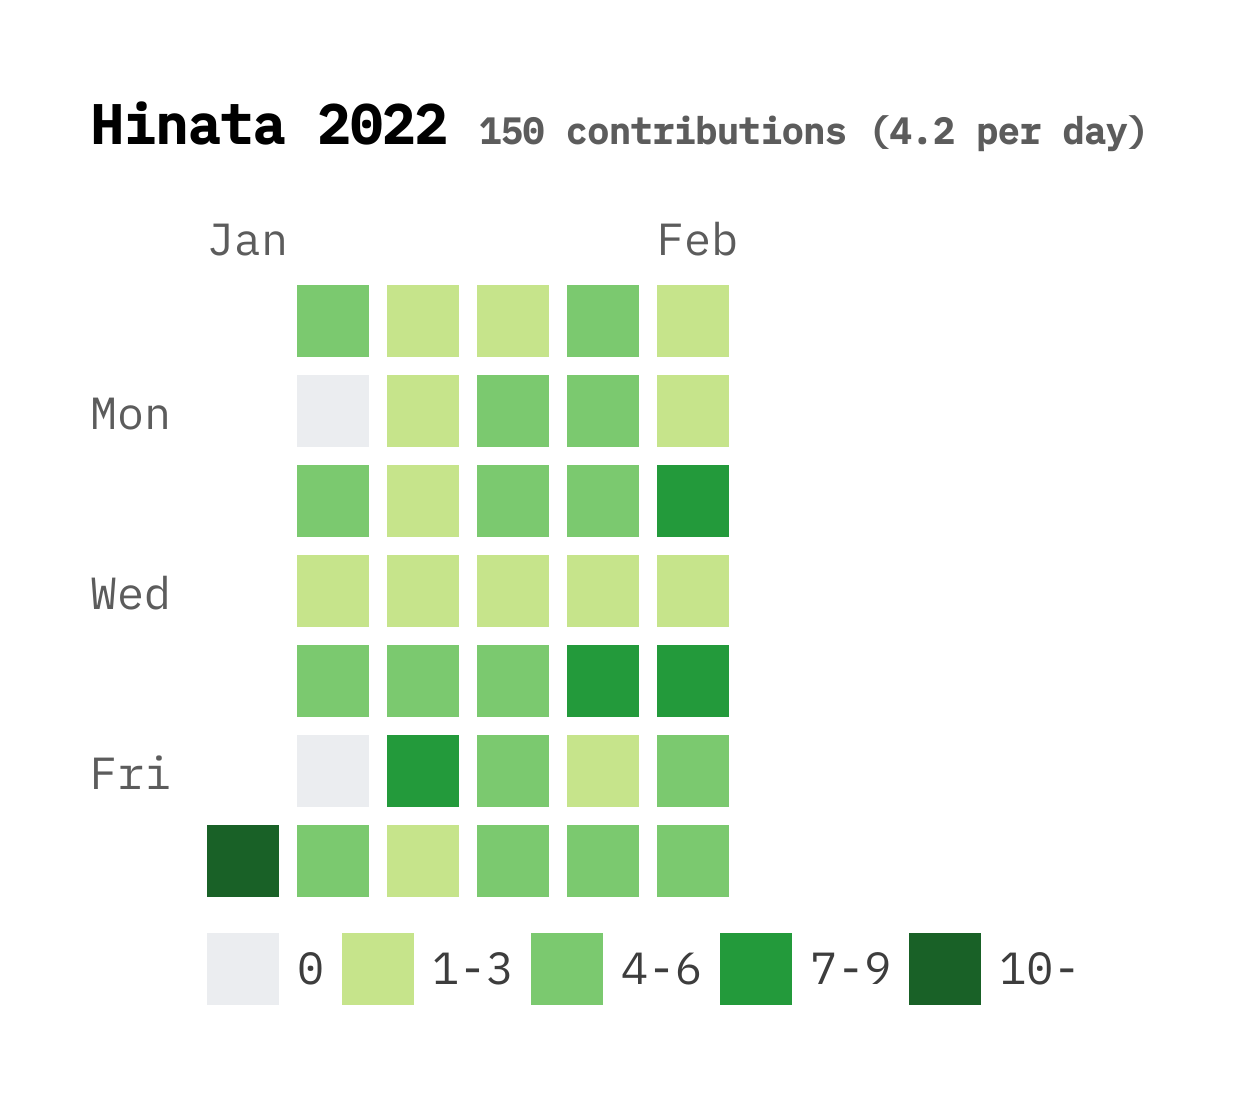 Hinata 2022 150 contributions (4.2 per day)
Jan Feb
Mon
Wed
Fri
0 1-3 4-6 7-9 10-